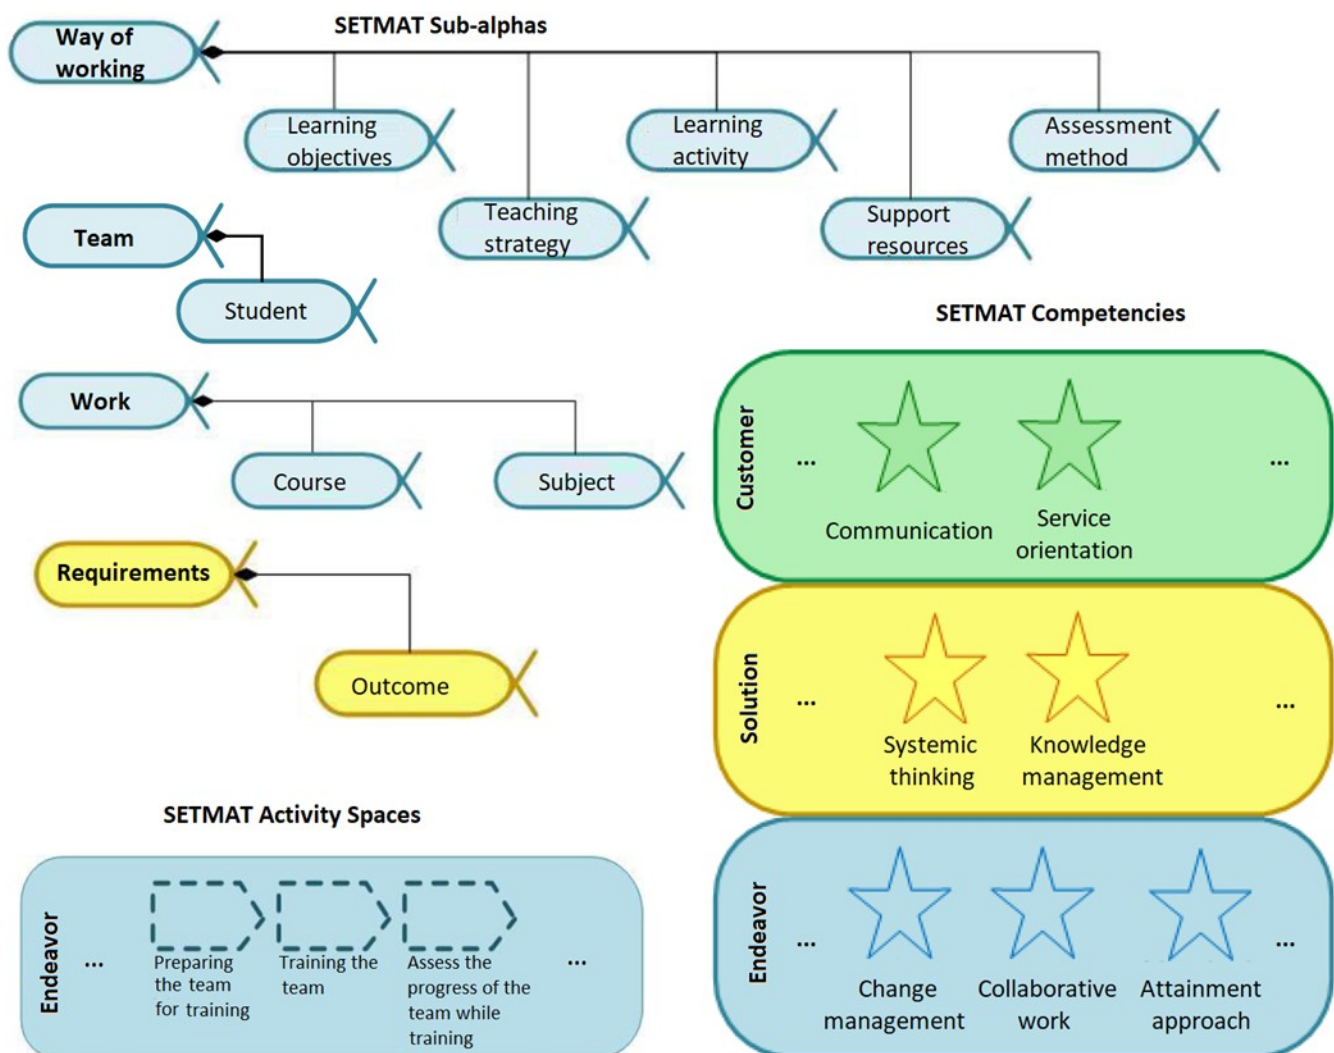 SETMAT Sub-alphas
Way of
working
Learning
objectives
Learning
activity
Assessment
method
Teaching
strategy
Support
resources
Team
Student
Work
Course
Subject
Requirements
Outcome
SETMAT Competencies
Customer
...
...
Communication
Service
orientation
Solution
...
...
Systemic
thinking
Knowledge
management
Endeavor
...
...
Change
management
Collaborative
work
Attainment
approach
SETMAT Activity Spaces
Endeavor
...
...
Preparing
the team
for training
Training the
team
Assess the
progress of the
team while
training